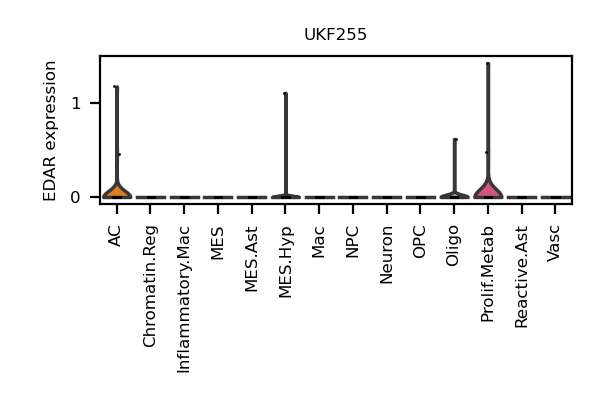 UKF255
EDAR expression
1
0
AC
Chromatin.Reg
Inflammatory.Mac
MES
MES.Ast
MES.Hyp
Mac
NPC
Neuron
OPC
Oligo
Prolif.Metab
Reactive.Ast
Vasc